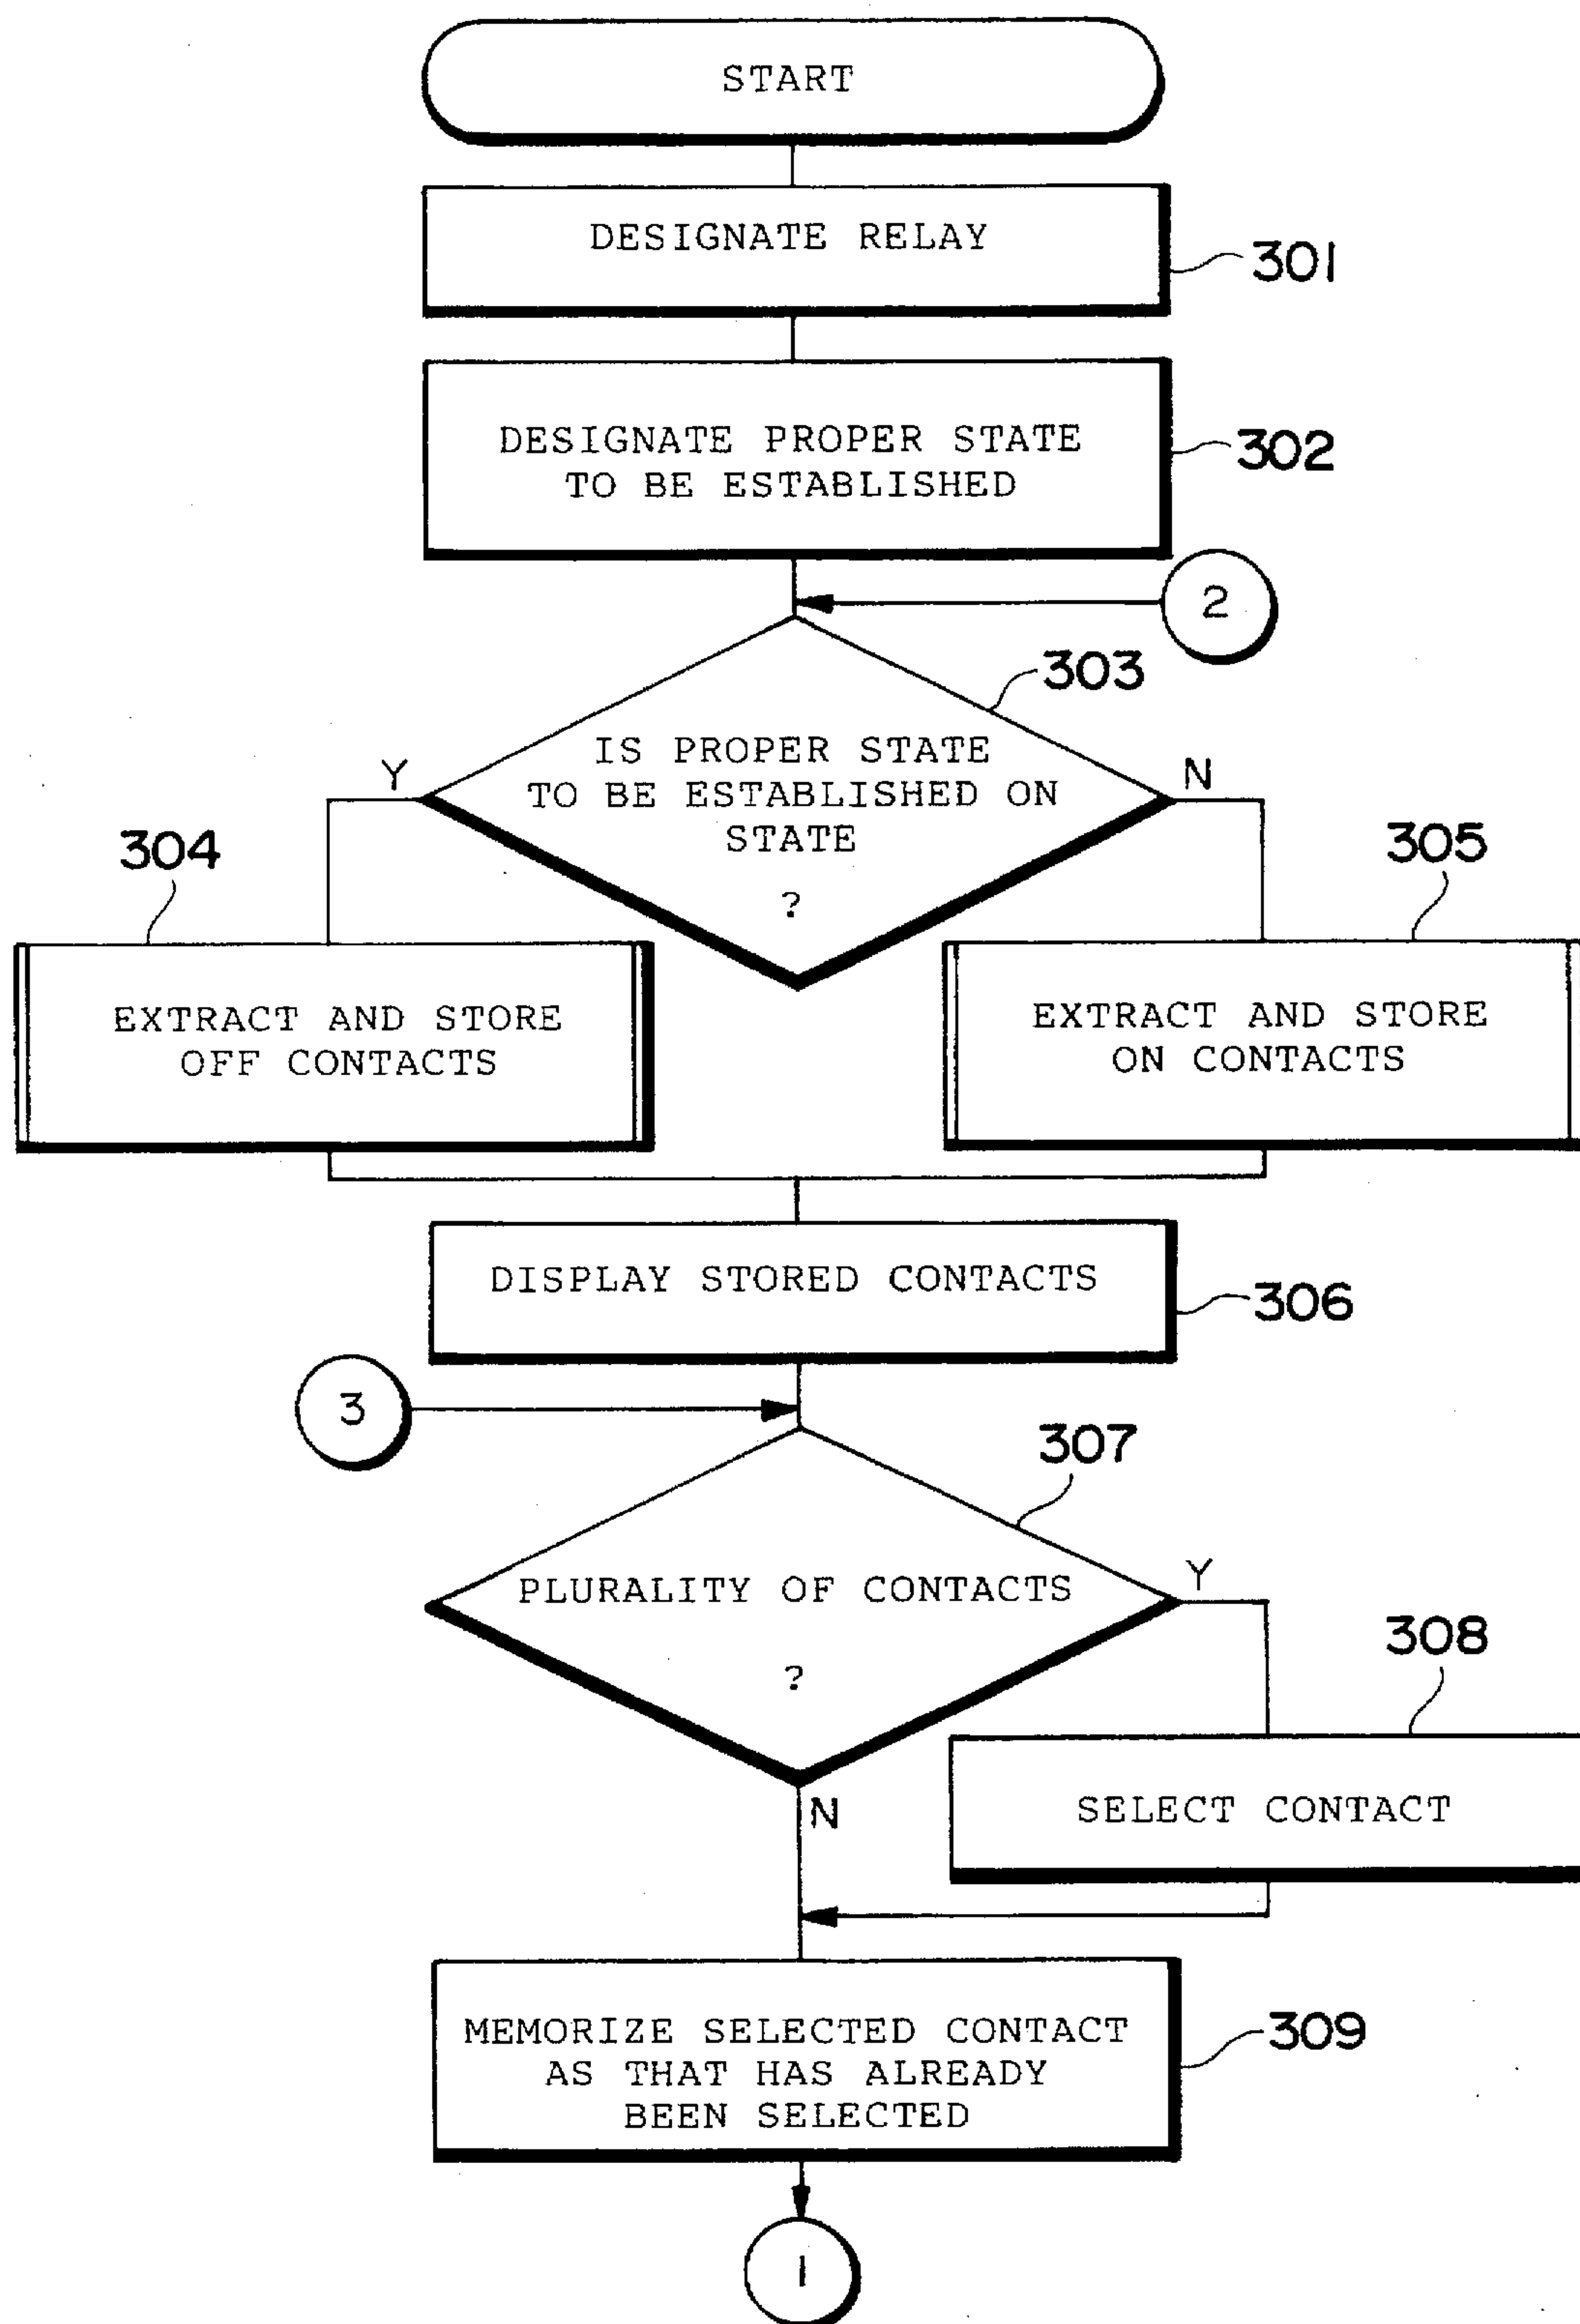 START
DESIGNATE RELAY
301
DESIGNATE PROPER STATE
TO BE ESTABLISHED
302
2
303
IS PROPER STATE
TO BE ESTABLISHED ON
STATE
?
Y
N
304
305
EXTRACT AND STORE
OFF CONTACTS
EXTRACT AND STORE
ON CONTACTS
DISPLAY STORED CONTACTS
306
3
307
PLURALITY OF CONTACTS
?
Y
308
N
SELECT CONTACT
MEMORIZE SELECTED CONTACT
AS THAT HAS ALREADY
BEEN SELECTED
309
1